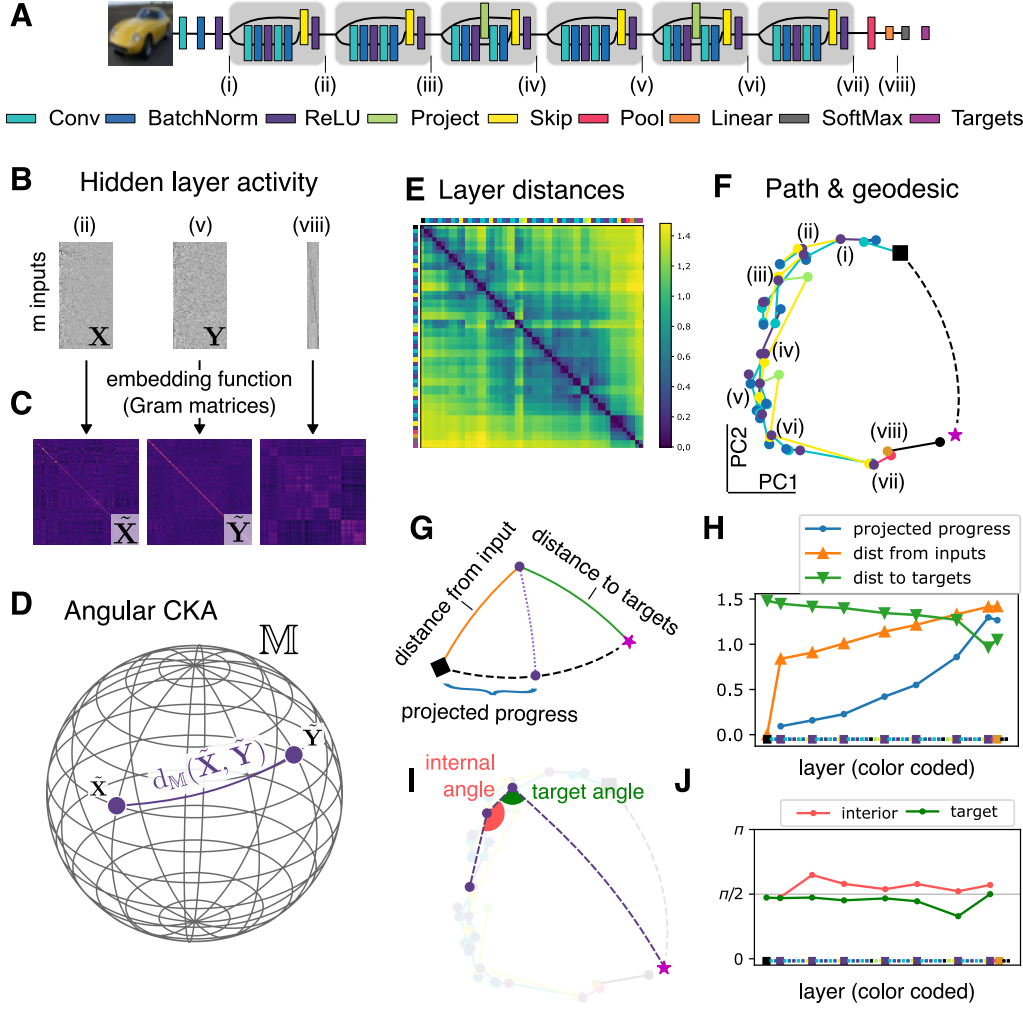 A
(i)
(ii)
(iii)
(iv)
(v)
(vi)
(vii)
(viii)
Conv
BatchNorm
ReLU
Project
Skip
Pool
Linear
SoftMax
Targets
B
Hidden layer activity
(ii)
(v)
(viii)
m inputs
X
Y
embedding function
(Gram matrices)
C
X̃
Ỹ
D
Angular CKA
𝕄
X̃
Ỹ
d𝕄(X̃, Ỹ)
E
Layer distances
1.4
1.2
1.0
0.8
0.6
0.4
0.2
0.0
F
Path & geodesic
(i)
(ii)
(iii)
(iv)
(v)
(vi)
(vii)
(viii)
PC2
PC1
G
distance from input
distance to targets
projected progress
H
projected progress
dist from inputs
dist to targets
1.5
1.0
0.5
0.0
layer (color coded)
I
internal
angle
target angle
J
interior
target
π
π/2
0
layer (color coded)